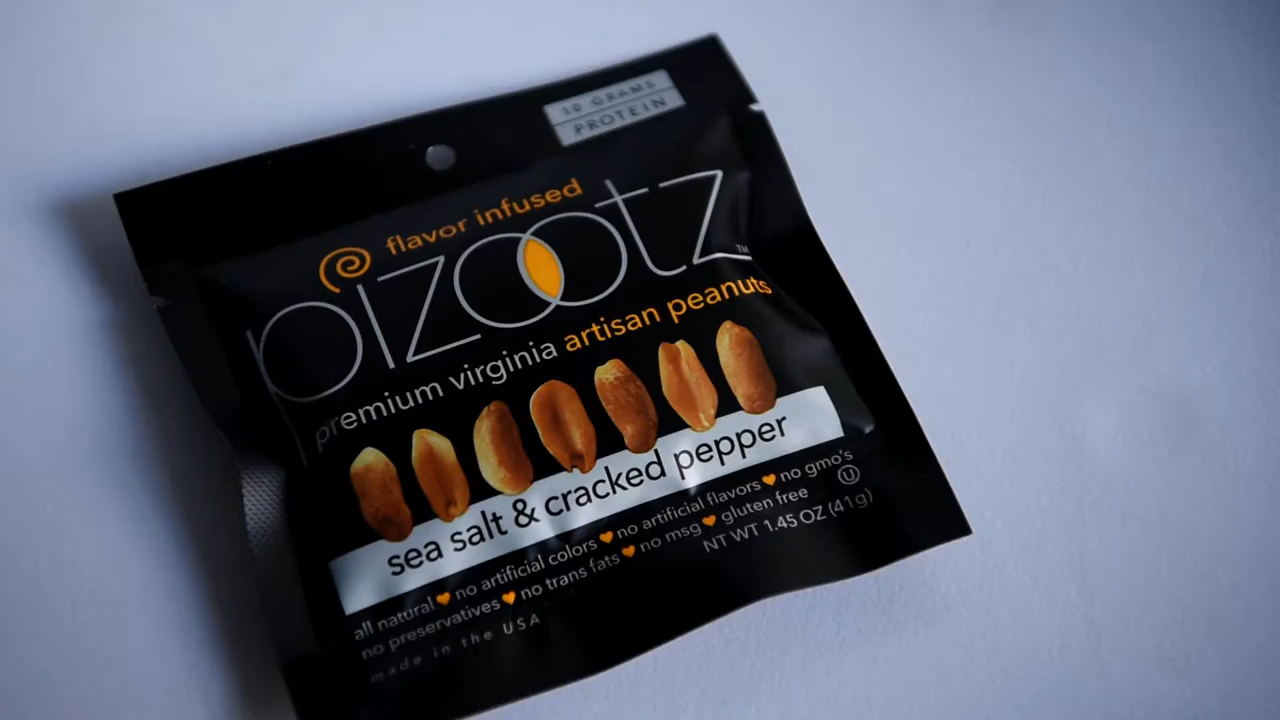 10 GRAMS
PROTEIN
flavor infused
pizootz™
premium virginia artisan peanuts
sea salt & cracked pepper
all natural 🧡 no artificial colors 🧡 no artificial flavors 🧡 no gmo's
no preservatives 🧡 no trans fats 🧡 no msg 🧡 gluten free
made in the USA
NT WT 1.45 OZ (41g)
U